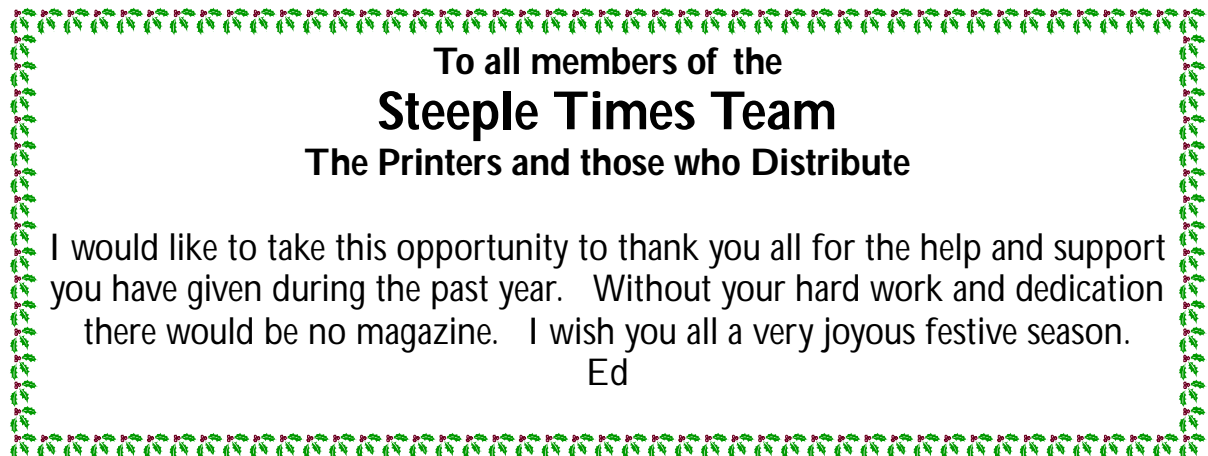 To all members of the
Steeple Times Team
The Printers and those who Distribute
I would like to take this opportunity to thank you all for the help and support
you have given during the past year.   Without your hard work and dedication
there would be no magazine.   I wish you all a very joyous festive season.
Ed